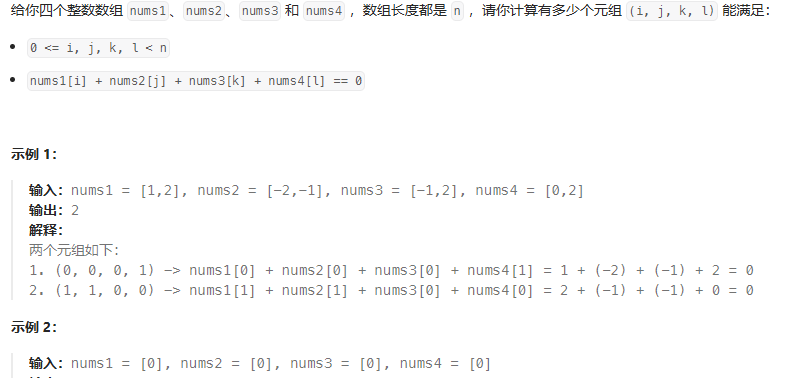 给你四个整数数组 nums1、nums2、nums3 和 nums4 ，数组长度都是 n ，请你计算有多少个元组 (i, j, k, l) 能满足：
0 <= i, j, k, l < n
nums1[i] + nums2[j] + nums3[k] + nums4[l] == 0
示例 1：
输入：nums1 = [1,2], nums2 = [-2,-1], nums3 = [-1,2], nums4 = [0,2]
输出：2
解释：
两个元组如下：
1. (0, 0, 0, 1) -> nums1[0] + nums2[0] + nums3[0] + nums4[1] = 1 + (-2) + (-1) + 2 = 0
2. (1, 1, 0, 0) -> nums1[1] + nums2[1] + nums3[0] + nums4[0] = 2 + (-1) + (-1) + 0 = 0
示例 2：
输入：nums1 = [0], nums2 = [0], nums3 = [0], nums4 = [0]